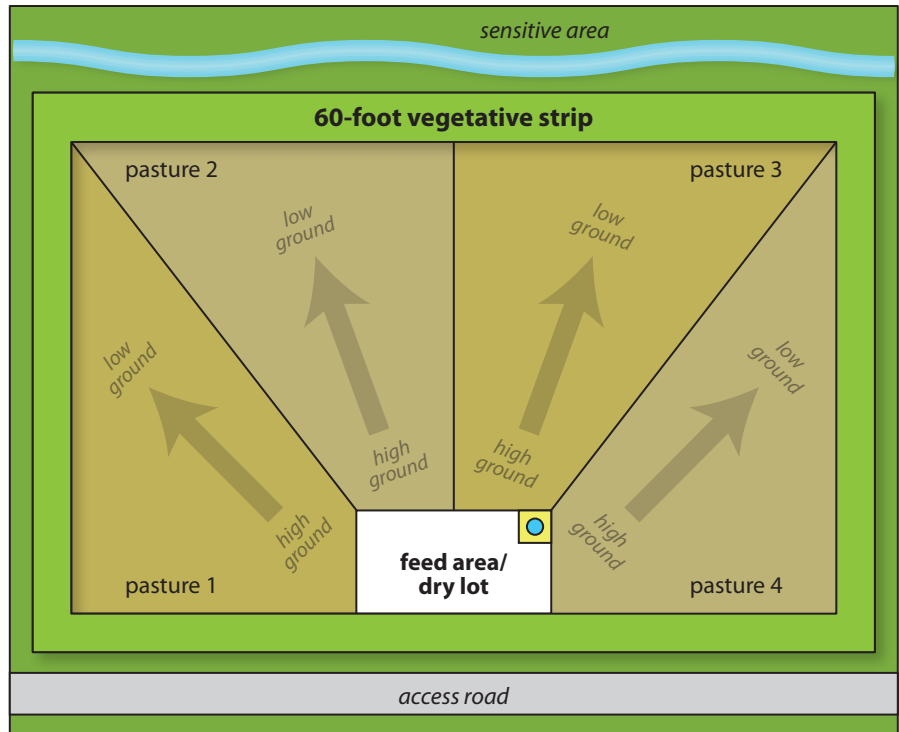 sensitive area
60-foot vegetative strip
pasture 2
pasture 3
low
ground
low
ground
low
ground
low
ground
high
ground
high
ground
high
ground
high
ground
feed area/
dry lot
pasture 1
pasture 4
access road